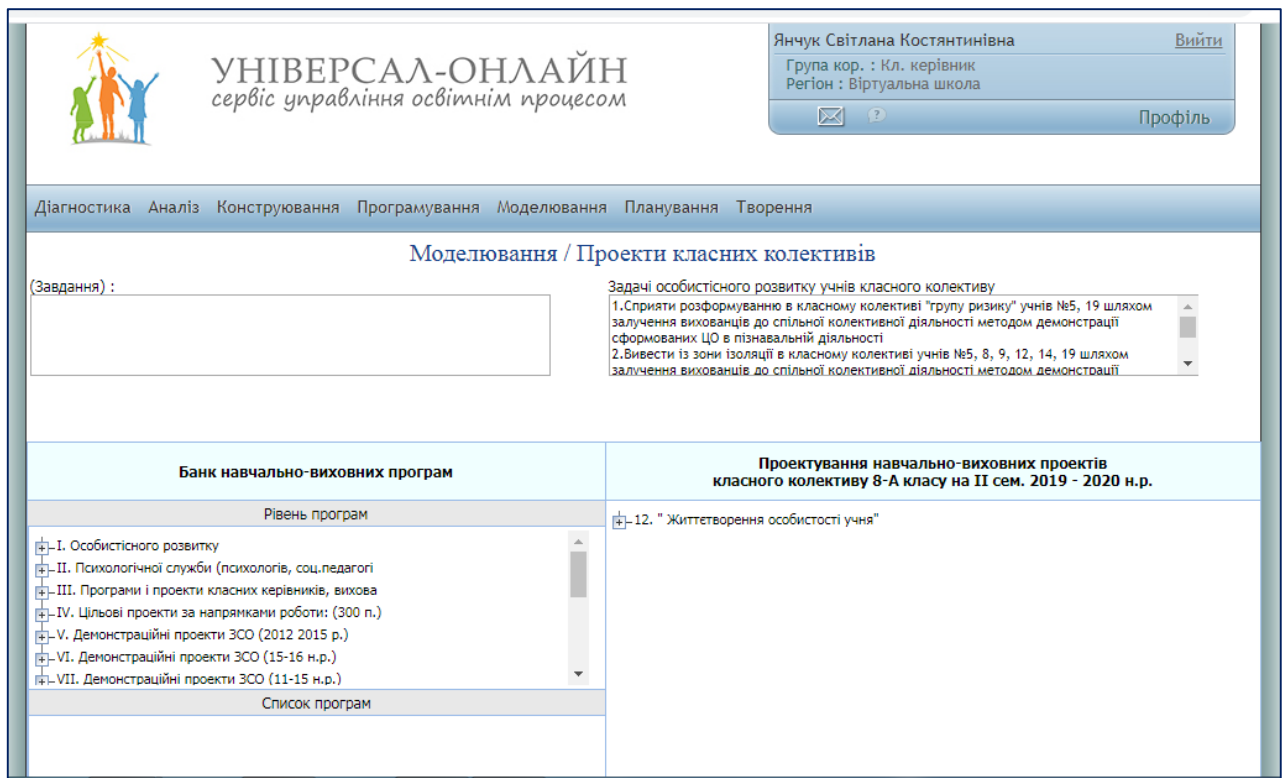 УНІВЕРСАЛ-ОНЛАЙН
сервіс управління освітнім процесом
Янчук Світлана Костянтинівна
Вийти
Група кор. : Кл. керівник
Регіон : Віртуальна школа
Профіль
Діагностика Аналіз Конструювання Програмування Моделювання Планування Творення
Моделювання / Проекти класних колективів
(Завдання) :
Задачі особистісного розвитку учнів класного колективу
1.Сприяти розформуванню в класному колективі "групу ризику" учнів №5, 19 шляхом
залучення вихованців до спільної колективної діяльності методом демонстрації
сформованих ЦО в пізнавальній діяльності
2.Вивести із зони ізоляції в класному колективі учнів №5, 8, 9, 12, 14, 19 шляхом
залучення вихованців до спільної колективної діяльності методом демонстрації
Банк навчально-виховних програм
Рівень програм
I. Особистісного розвитку
II. Психологічної служби (психологів, соц.педагогі
III. Програми і проекти класних керівників, вихова
IV. Цільові проекти за напрямками роботи: (300 п.)
V. Демонстраційні проекти ЗСО (2012 2015 р.)
VI. Демонстраційні проекти ЗСО (15-16 н.р.)
VII. Демонстраційні проекти ЗСО (11-15 н.р.)
Список програм
Проектування навчально-виховних проектів
класного колективу 8-А класу на II сем. 2019 - 2020 н.р.
12. " Життєтворення особистості учня"